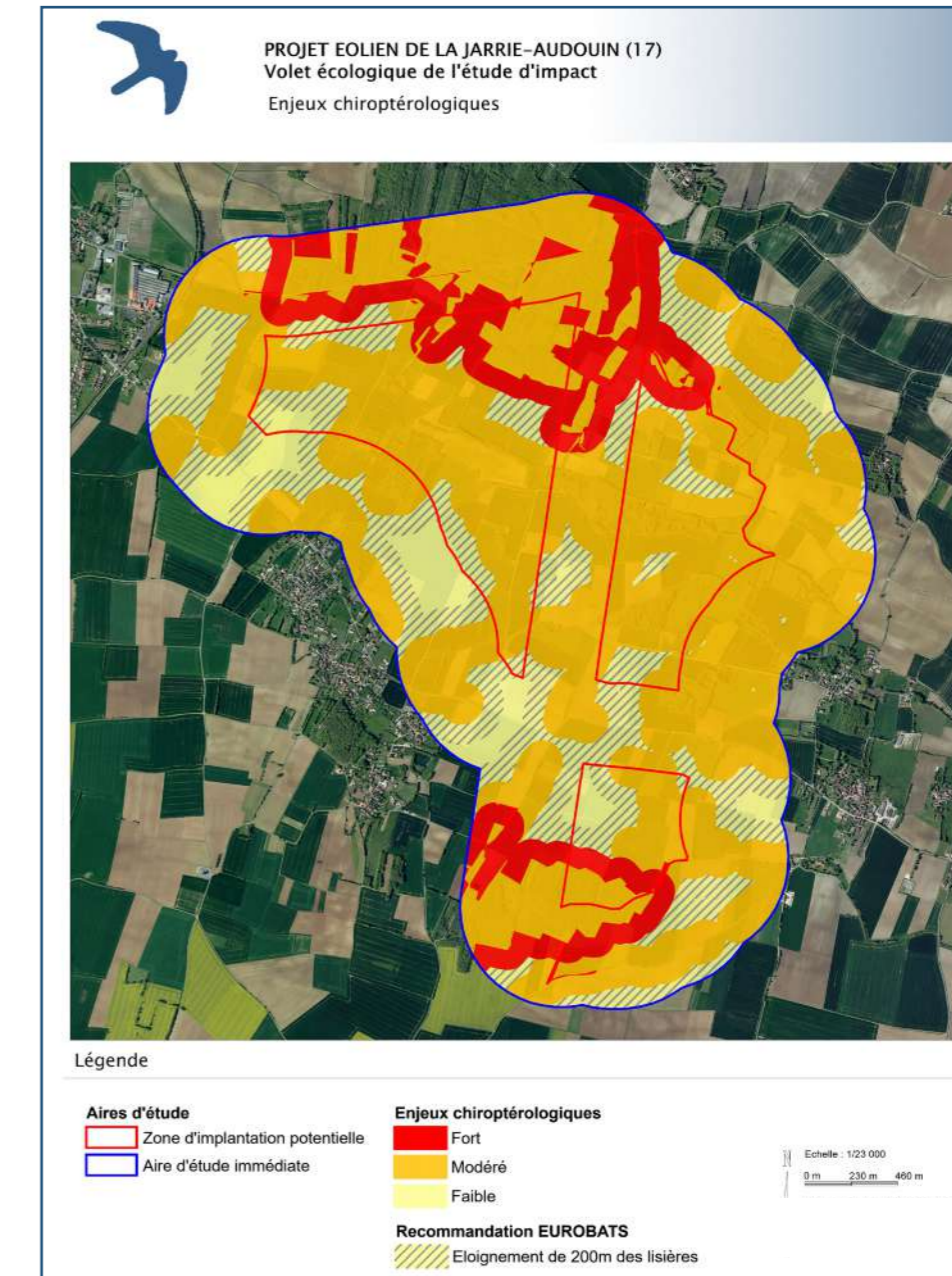 PROJET EOLIEN DE LA JARRIE-AUDOUIN (17)
Volet écologique de l'étude d'impact
Enjeux chiroptérologiques
Légende
Aires d'étude
Zone d'implantation potentielle
Aire d'étude immédiate
Enjeux chiroptérologiques
Fort
Modéré
Faible
Recommandation EUROBATS
Eloignement de 200m des lisières
Echelle : 1/23 000
0 m 230 m 460 m